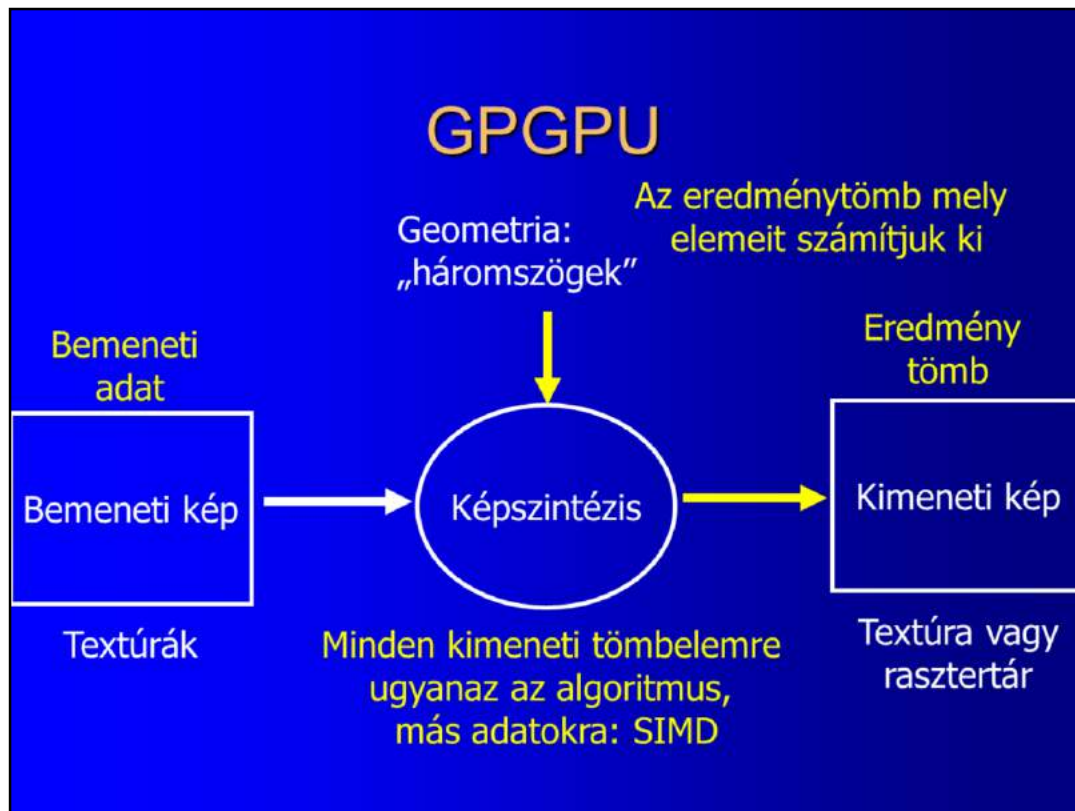 GPGPU
Geometria:
„háromszögek”
Az eredménytömb mely
elemeit számítjuk ki
Bemeneti
adat
Eredmény
tömb
Bemeneti kép
Képszintézis
Kimeneti kép
Textúrák
Minden kimeneti tömbelemre
ugyanaz az algoritmus,
más adatokra: SIMD
Textúra vagy
rasztertár